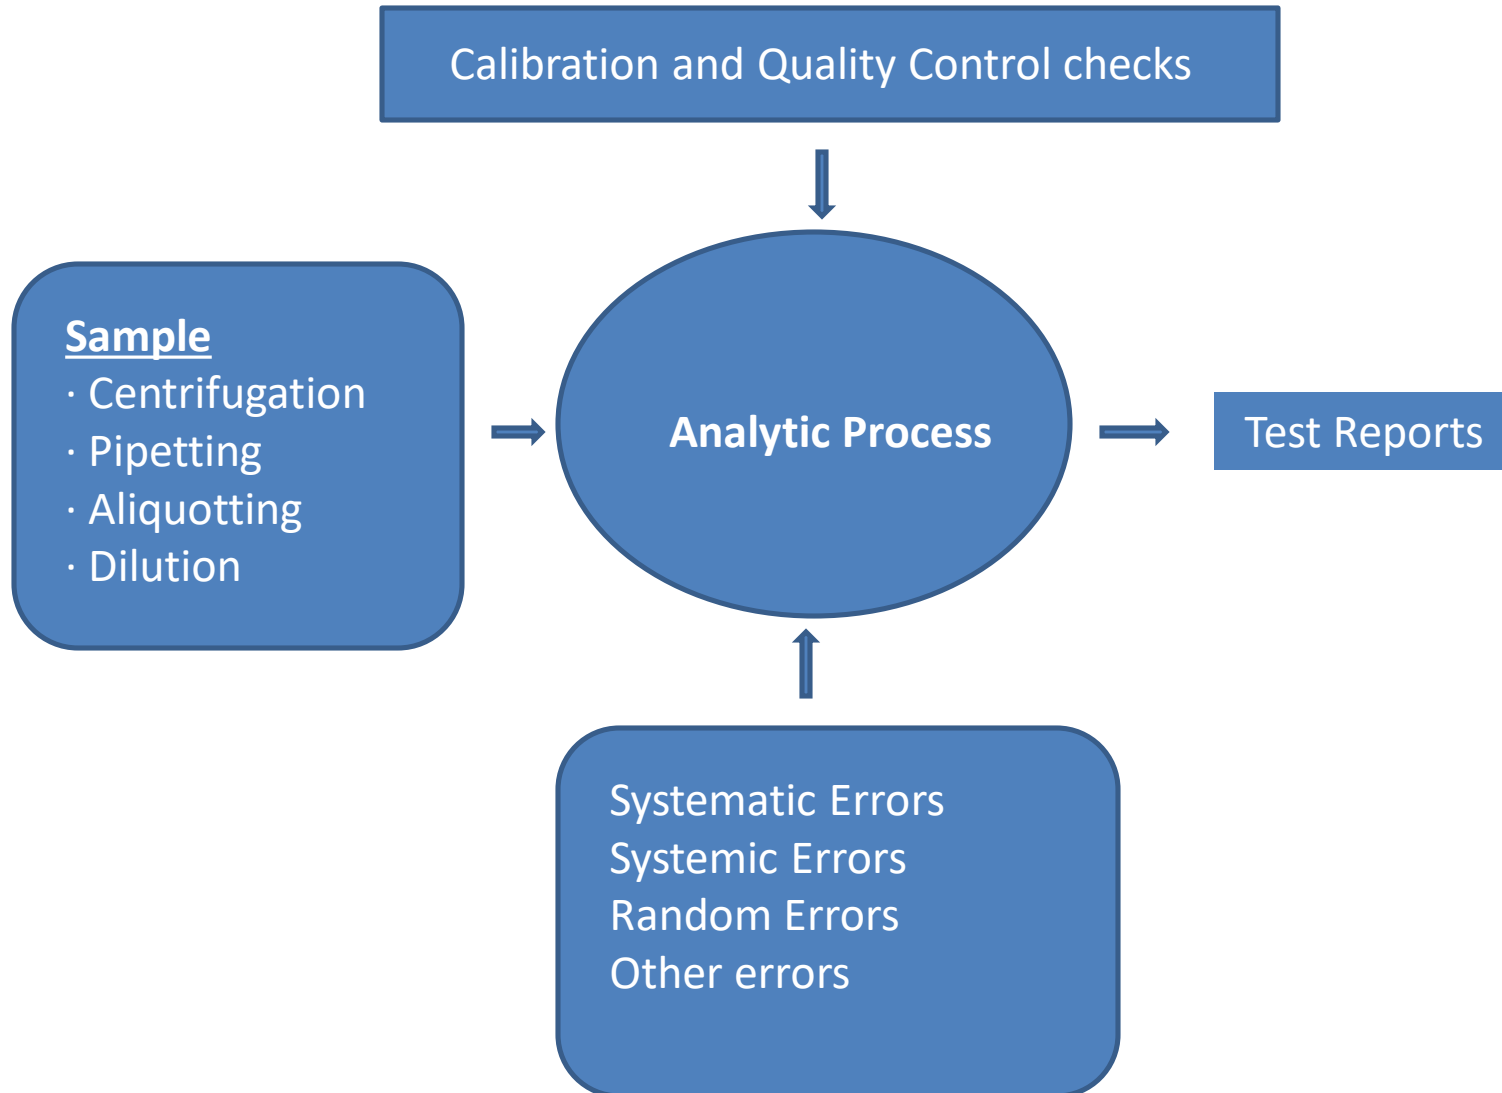 Calibration and Quality Control checks
Sample
· Centrifugation
· Pipetting
· Aliquotting
· Dilution
Analytic Process
Test Reports
Systematic Errors
Systemic Errors
Random Errors
Other errors